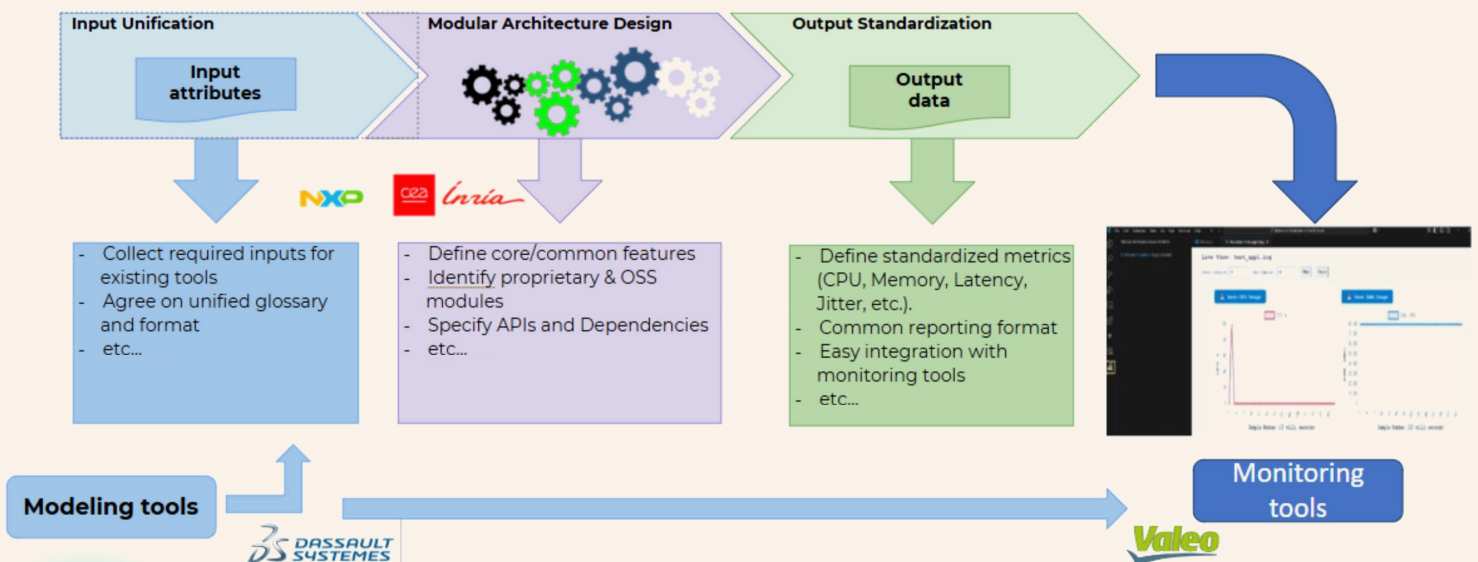 Input Unification
Modular Architecture Design
Output Standardization
Input
attributes
Output
data
NXP
cea
Inria
- Collect required inputs for
existing tools
- Agree on unified glossary
and format
- etc...
- Define core/common features
- Identify proprietary & OSS
modules
- Specify APIs and Dependencies
- etc...
- Define standardized metrics
(CPU, Memory, Latency,
Jitter, etc.).
- Common reporting format
- Easy integration with
monitoring tools
- etc...
Modeling tools
DASSAULT
SYSTEMES
Valeo
Monitoring
tools